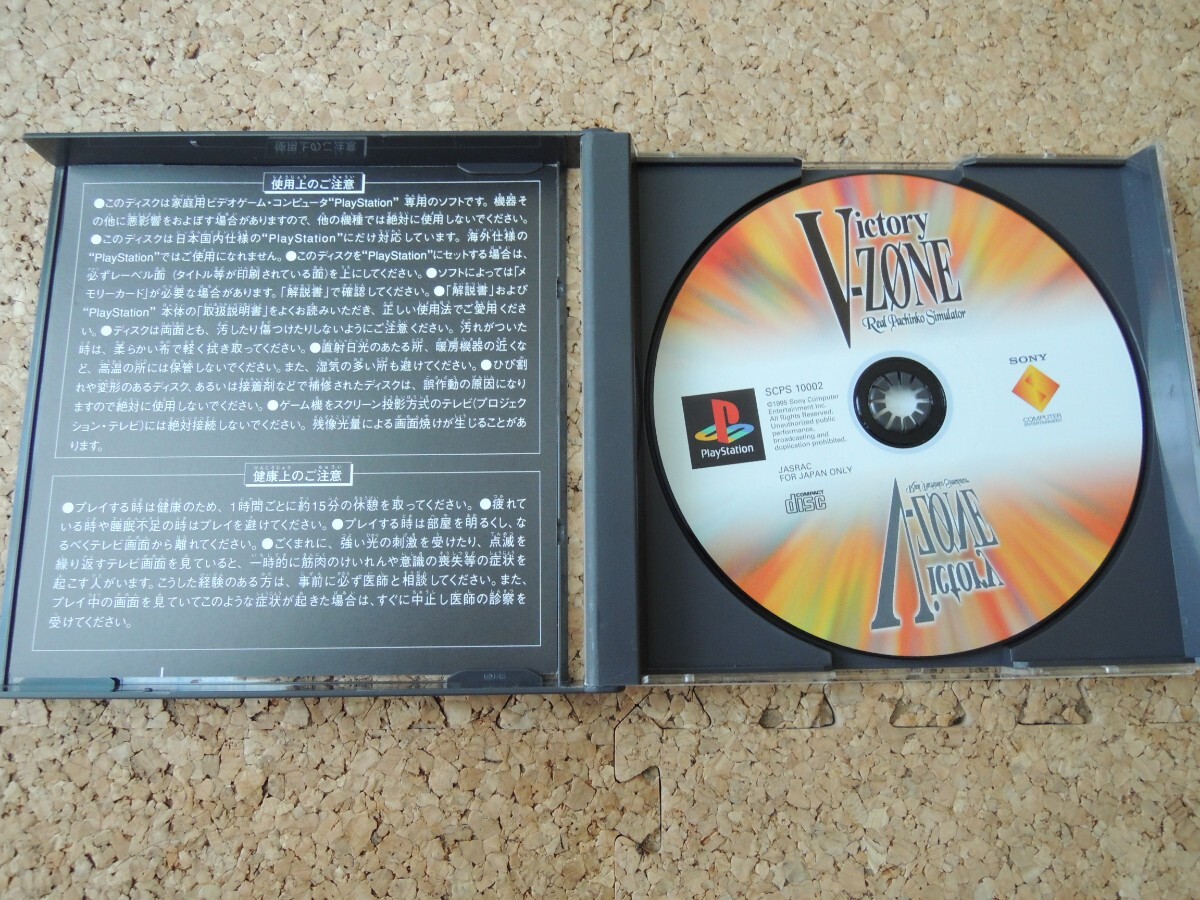 使用上のご注意
●このディスクは家庭用ビデオゲーム・コンピュータ“PlayStation” 専用のソフトです。機器そ
の他に悪影響をおよぼす場合がありますので、他の機種では絶対に使用しないでください。
●このディスクは日本国内仕様の“PlayStation”にだけ対応しています。海外仕様の
“PlayStation”ではご使用になれません。●このディスクを“PlayStation”にセットする場合は、
必ずレーベル面（タイトル等が印刷されている面）を上にしてください。●ソフトによっては「メ
モリーカード」が必要な場合があります。「解説書」で確認してください。●「解説書」および
“PlayStation” 本体の「取扱説明書」をよくお読みいただき、正しい使用法でご愛用くださ
い。●ディスクは両面とも、汚したり傷つけたりしないようにご注意ください。汚れがついた
時は、柔らかい布で軽く拭き取ってください。●直射日光のあたる所、暖房機器の近くな
ど、高温の所には保管しないでください。また、湿気の多い所も避けてください。●ひび割
れや変形のあるディスク、あるいは接着剤などで補修されたディスクは、誤作動の原因になり
ますので絶対に使用しないでください。●ゲーム機をスクリーン投影方式のテレビ（プロジェク
ション・テレビ）には絶対接続しないでください。残像光量による画面焼けが生じることがあ
ります。
健康上のご注意
●プレイする時は健康のため、1時間ごとに約15分の休憩を取ってください。●疲れて
いる時や睡眠不足の時はプレイを避けてください。●プレイする時は部屋を明るくし、な
るべくテレビ画面から離れてください。●ごくまれに、強い光の刺激を受けたり、点滅を
繰り返すテレビ画面を見ていると、一時的に筋肉のけいれんや意識の喪失等の症状を
起こす人がいます。こうした経験のある方は、事前に必ず医師と相談してください。また、
プレイ中の画面を見ていてこのような症状が起きた場合は、すぐに中止し医師の診察を
受けてください。
Victory
V-ZØNE
Real Pachinko Simulator
PlayStation
SCPS 10002
©1995 Sony Computer
Entertainment Inc.
All Rights Reserved.
Unauthorized public
performance,
broadcasting and
duplication prohibited.
JASRAC
FOR JAPAN ONLY
COMPACT
disc
SONY
COMPUTER
ENTERTAINMENT
Real Pachinko Simulator
V-ZØNE
Victory